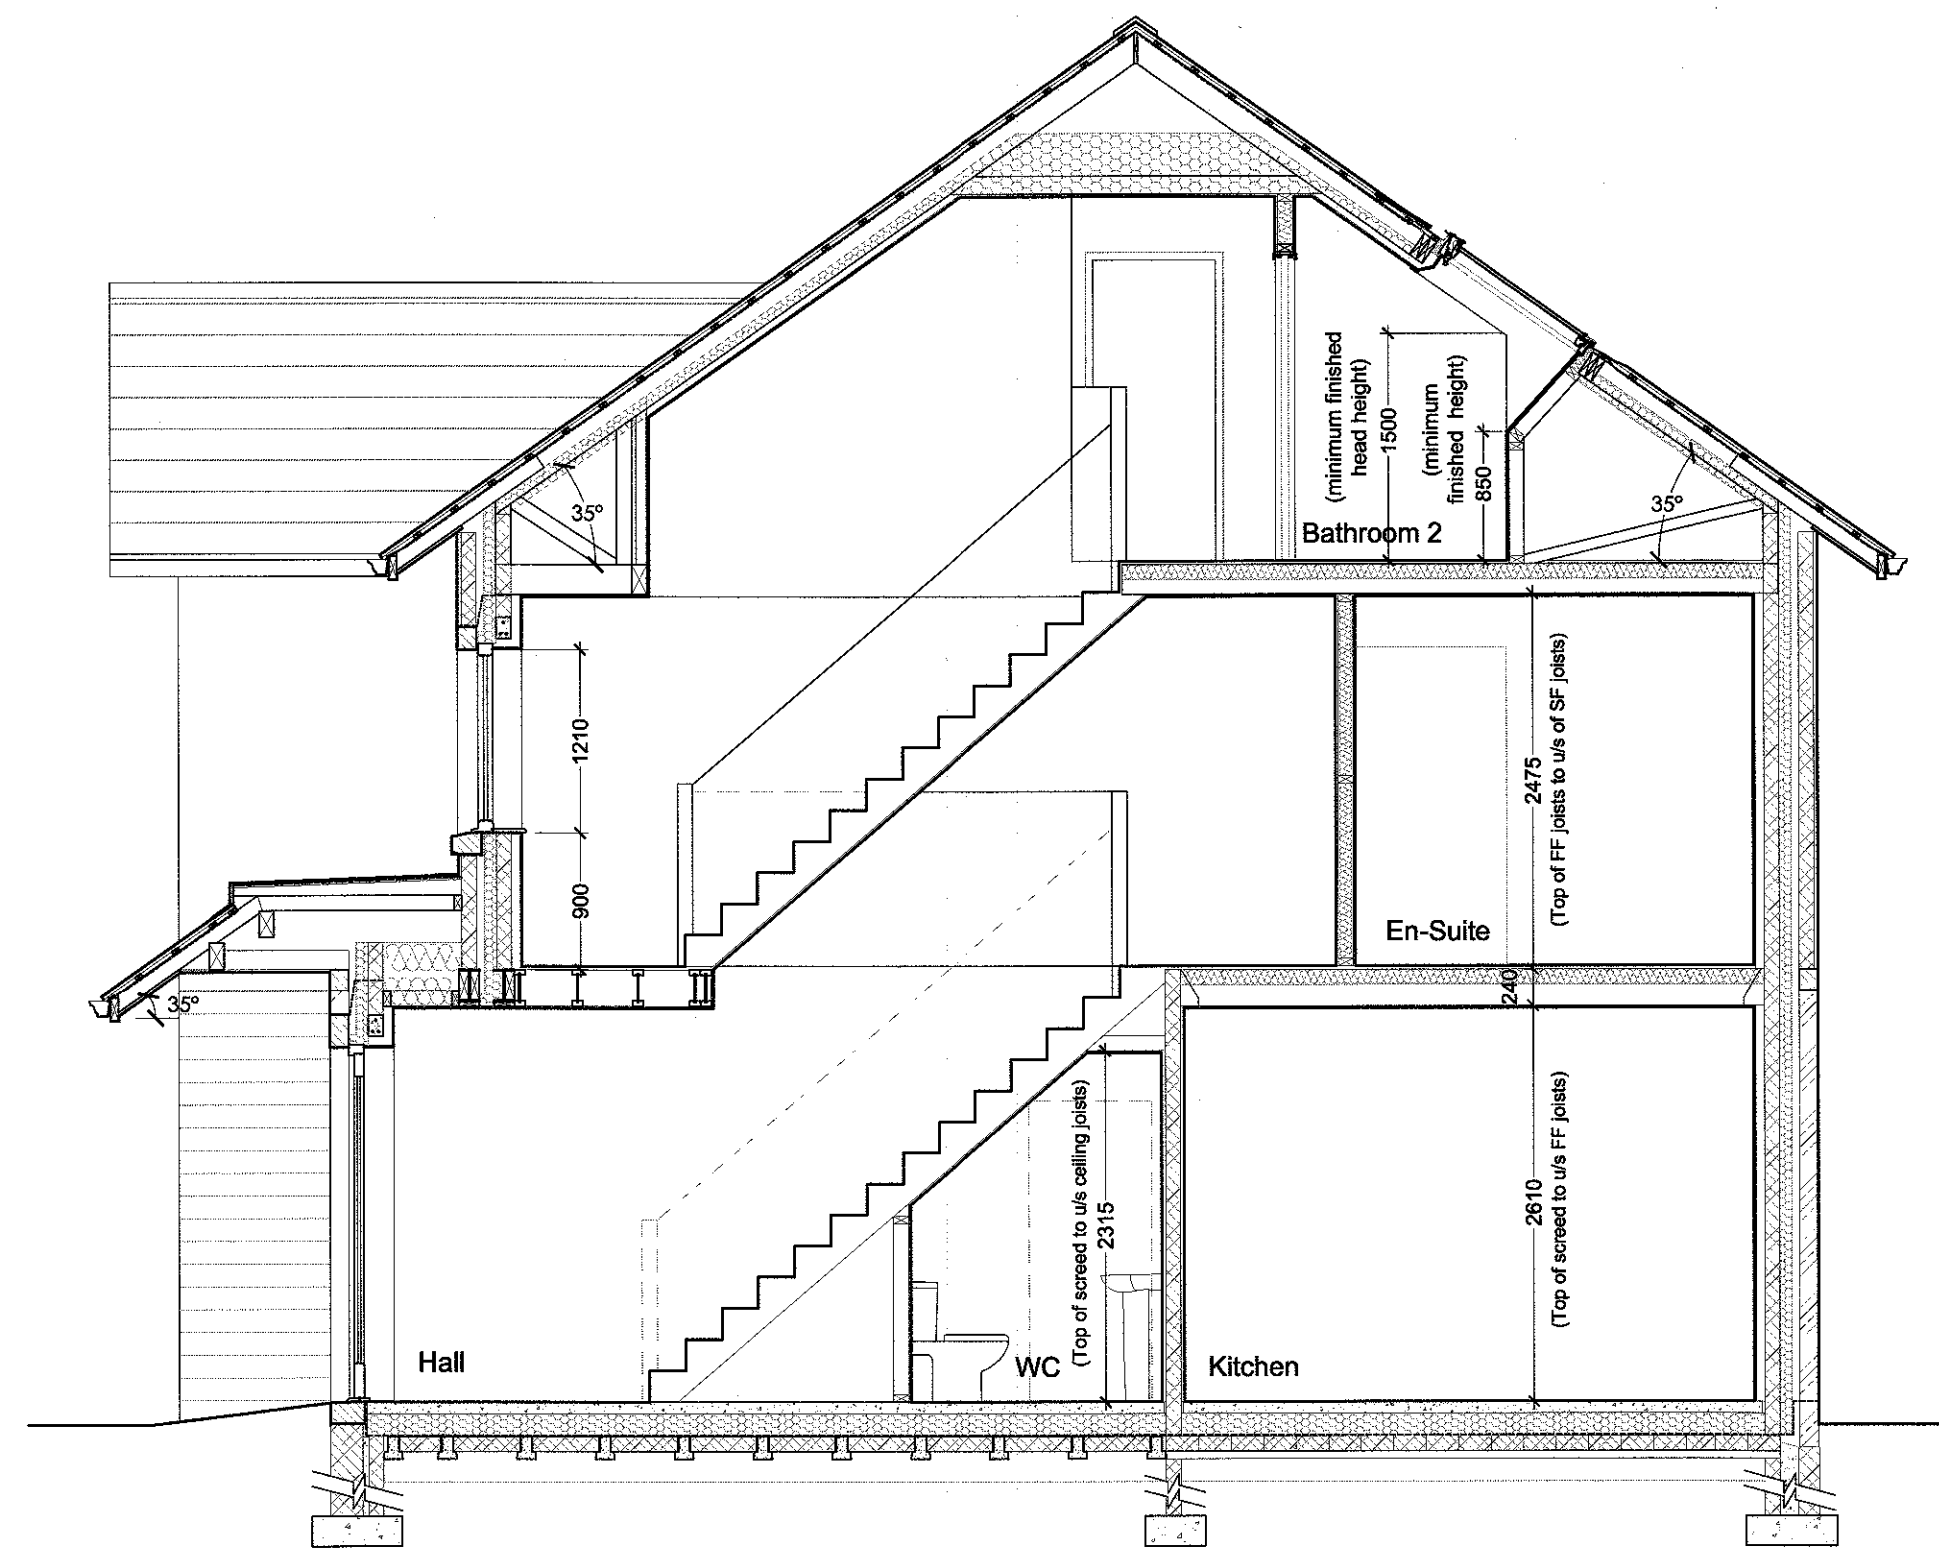 (minimum finished
head height)
1500
(minimum
finished height)
850
35°
35°
Bathroom 2
1210
900
2475
(Top of FF joists to u/s of SF joists)
En-Suite
240
35°
(Top of screed to u/s ceiling joists)
2315
2610
(Top of screed to u/s FF joists)
Hall
WC
Kitchen